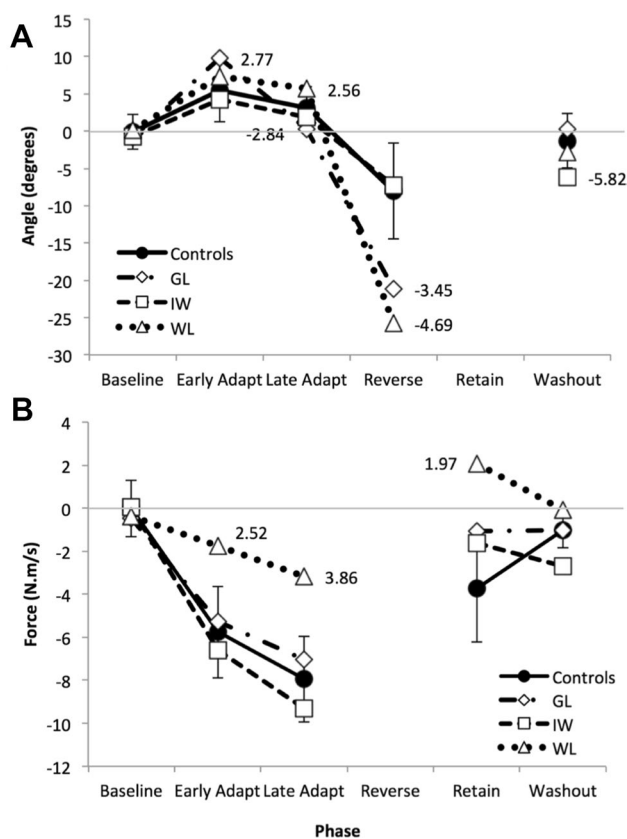 A
15
10
5
0
-5
-10
-15
-20
-25
-30
Angle (degrees)
2.77
2.56
-2.84
-3.45
-4.69
-5.82
Controls
GL
IW
WL
Baseline Early Adapt Late Adapt Reverse Retain Washout
B
4
2
0
-2
-4
-6
-8
-10
-12
Force (N.m/s)
1.97
2.52
3.86
Controls
GL
IW
WL
Baseline Early Adapt Late Adapt Reverse Retain Washout
Phase